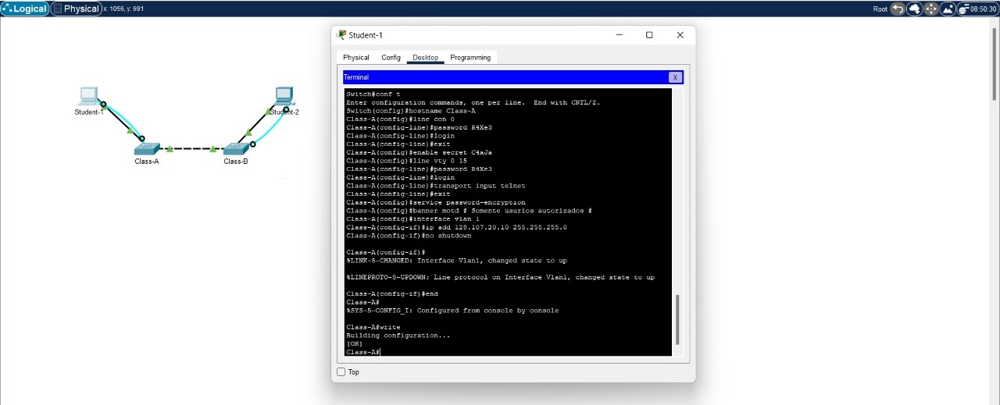 Logical Physical x: 1056, y: 691 Root 08:50:30
Student-1
Physical Config Desktop Programming
Terminal X
Switch#conf t
Enter configuration commands, one per line. End with CNTL/Z.
Switch(config)#hostname Class-A
Class-A(config)#line con 0
Class-A(config-line)#password R4Xe3
Class-A(config-line)#login
Class-A(config-line)#exit
Class-A(config)#enable secret C4aJa
Class-A(config)#line vty 0 15
Class-A(config-line)#password R4Xe3
Class-A(config-line)#login
Class-A(config-line)#transport input telnet
Class-A(config-line)#exit
Class-A(config)#service password-encryption
Class-A(config)#banner motd # Somente usurios autorizados #
Class-A(config)#interface vlan 1
Class-A(config-if)#ip add 128.107.20.10 255.255.255.0
Class-A(config-if)#no shutdown
Class-A(config-if)#
%LINK-5-CHANGED: Interface Vlan1, changed state to up
%LINEPROTO-5-UPDOWN: Line protocol on Interface Vlan1, changed state to up
Class-A(config-if)#end
Class-A#
%SYS-5-CONFIG_I: Configured from console by console
Class-A#write
Building configuration...
[OK]
Class-A#
Top
Student-1
Student-2
Class-A
Class-B